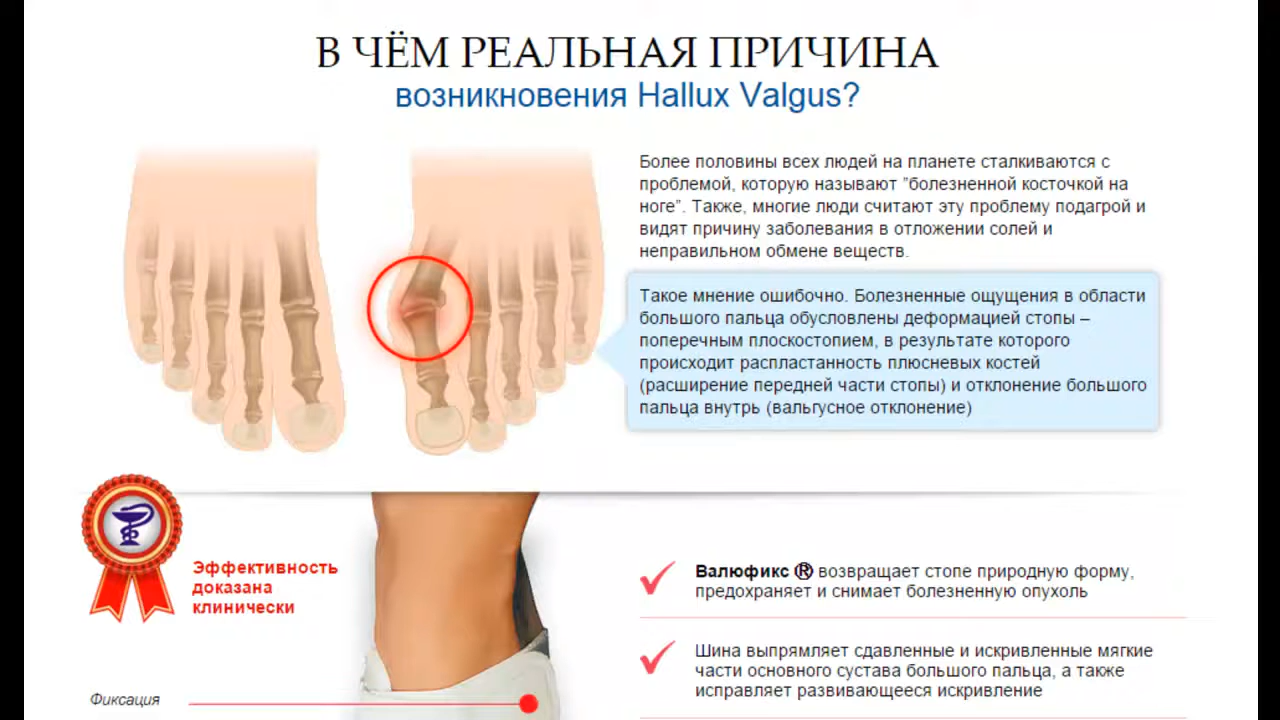 В ЧЁМ РЕАЛЬНАЯ ПРИЧИНА
возникновения Hallux Valgus?
Более половины всех людей на планете сталкиваются с
проблемой, которую называют "болезненной косточкой на
ноге". Также, многие люди считают эту проблему подагрой и
видят причину заболевания в отложении солей и
неправильном обмене веществ.
Такое мнение ошибочно. Болезненные ощущения в области
большого пальца обусловлены деформацией стопы –
поперечным плоскостопием, в результате которого
происходит распластанность плюсневых костей
(расширение передней части стопы) и отклонение большого
пальца внутрь (вальгусное отклонение)
Эффективность
доказана
клинически
Фиксация
Валюфикс ® возвращает стопе природную форму,
предохраняет и снимает болезненную опухоль
Шина выпрямляет сдавленные и искривленные мягкие
части основного сустава большого пальца, а также
исправляет развивающееся искривление